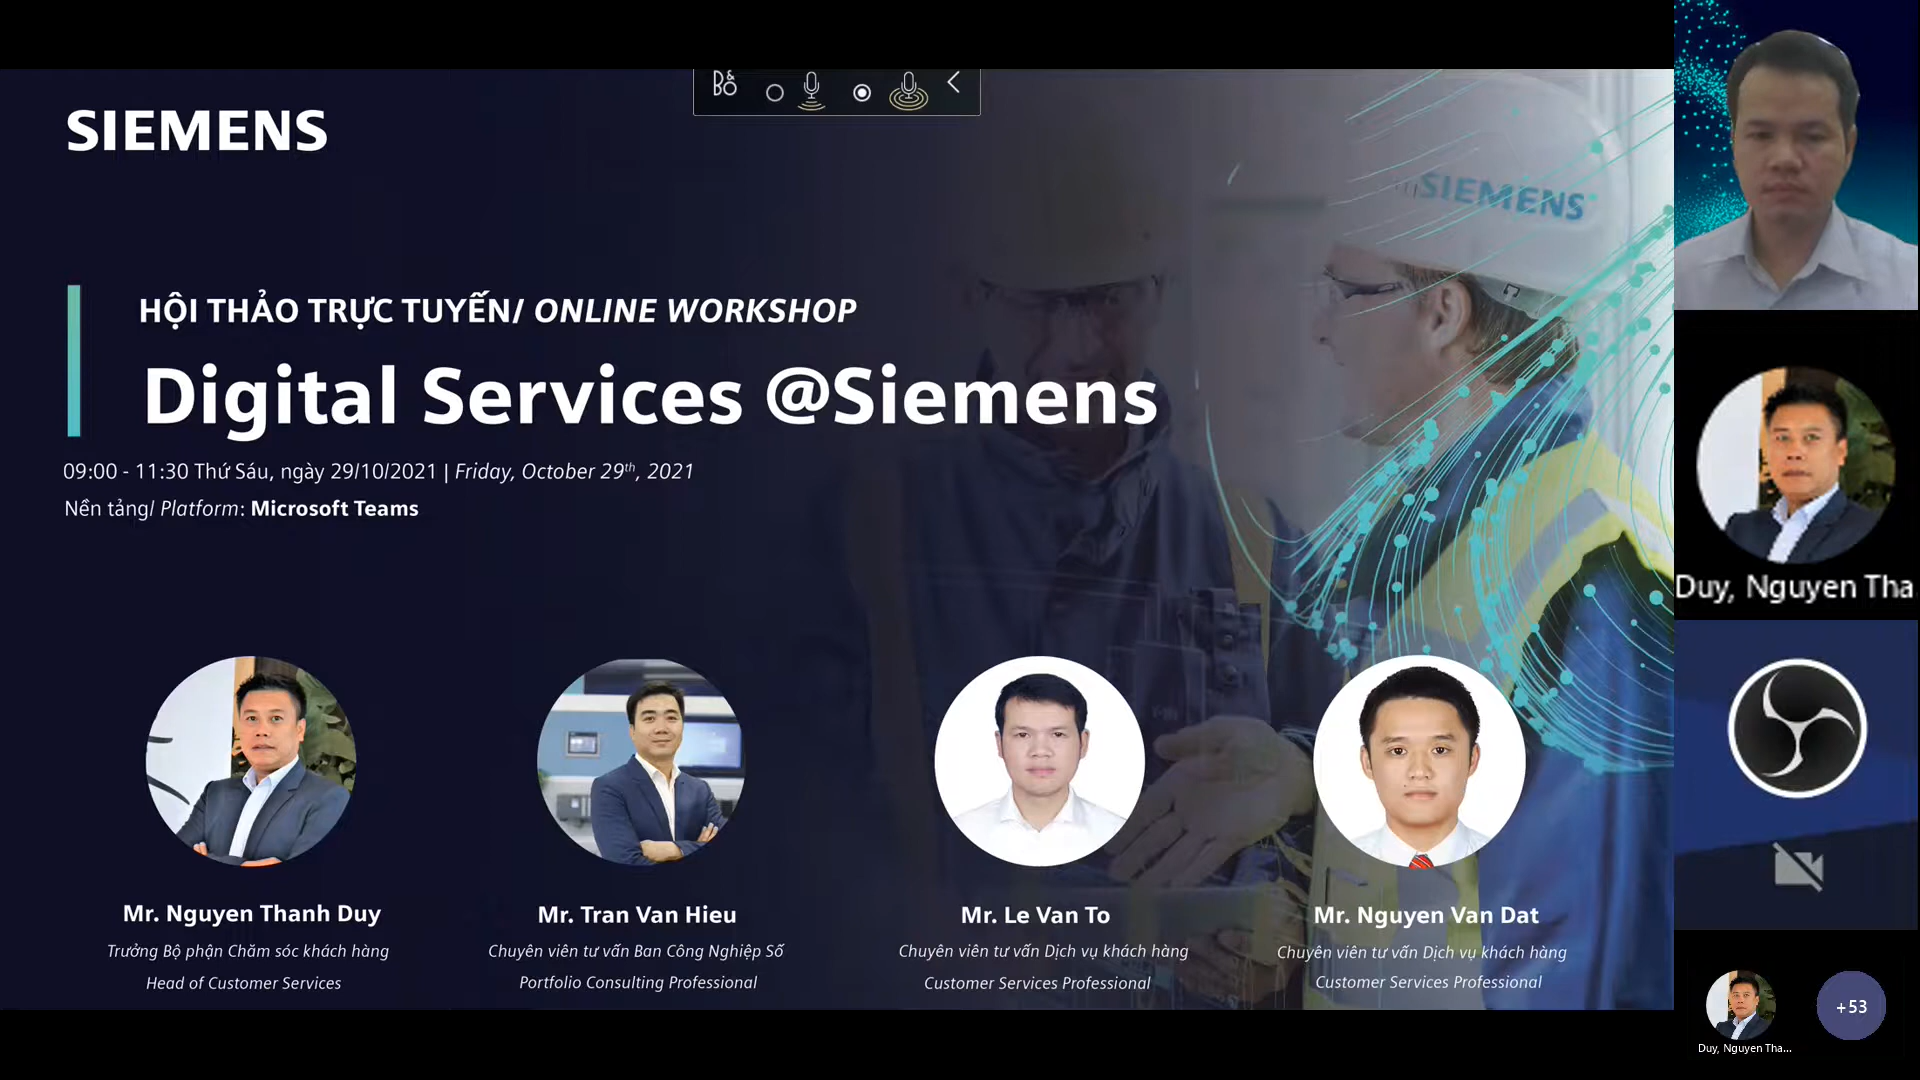 SIEMENS
SIEMENS
HỘI THẢO TRỰC TUYẾN/ ONLINE WORKSHOP
Digital Services @Siemens
09:00 - 11:30 Thứ Sáu, ngày 29/10/2021 | Friday, October 29th, 2021
Nền tảng/ Platform: Microsoft Teams
Duy, Nguyen Tha
Mr. Nguyen Thanh Duy
Trưởng Bộ phận Chăm sóc khách hàng
Head of Customer Services
Mr. Tran Van Hieu
Chuyên viên tư vấn Ban Công Nghiệp Số
Portfolio Consulting Professional
Mr. Le Van To
Chuyên viên tư vấn Dịch vụ khách hàng
Customer Services Professional
Mr. Nguyen Van Dat
Chuyên viên tư vấn Dịch vụ khách hàng
Customer Services Professional
+53
Duy, Nguyen Tha...